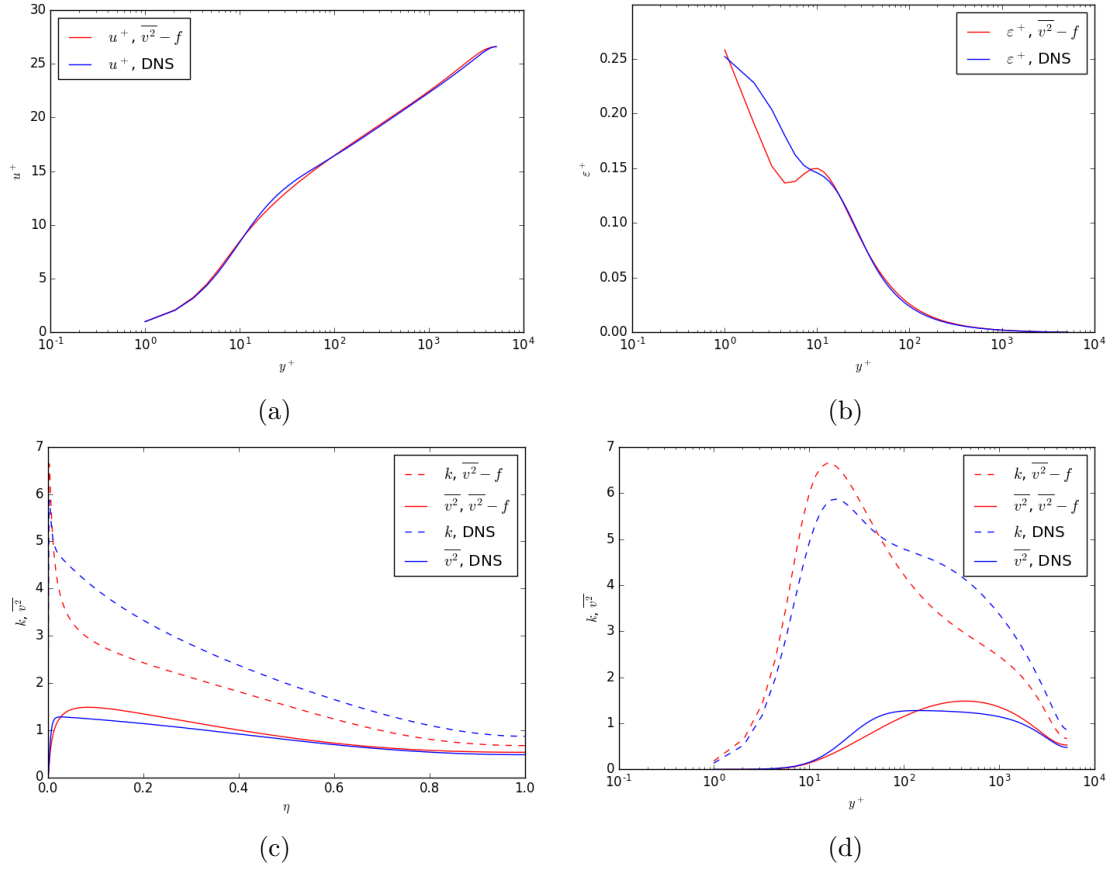 30
25
20
15
10
5
0
u⁺
10⁻¹ 10⁰ 10¹ 10² 10³ 10⁴
y⁺
u⁺, v̅²̅ − f
u⁺, DNS
(a)
0.25
0.20
0.15
0.10
0.05
0.00
ε⁺
10⁻¹ 10⁰ 10¹ 10² 10³ 10⁴
y⁺
ε⁺, v̅²̅ − f
ε⁺, DNS
(b)
7
6
5
4
3
2
1
0
k, v̅²̅
0.0 0.2 0.4 0.6 0.8 1.0
η
k, v̅²̅ − f
v̅²̅, v̅²̅ − f
k, DNS
v̅²̅, DNS
(c)
7
6
5
4
3
2
1
0
k, v̅²̅
10⁻¹ 10⁰ 10¹ 10² 10³ 10⁴
y⁺
k, v̅²̅ − f
v̅²̅, v̅²̅ − f
k, DNS
v̅²̅, DNS
(d)